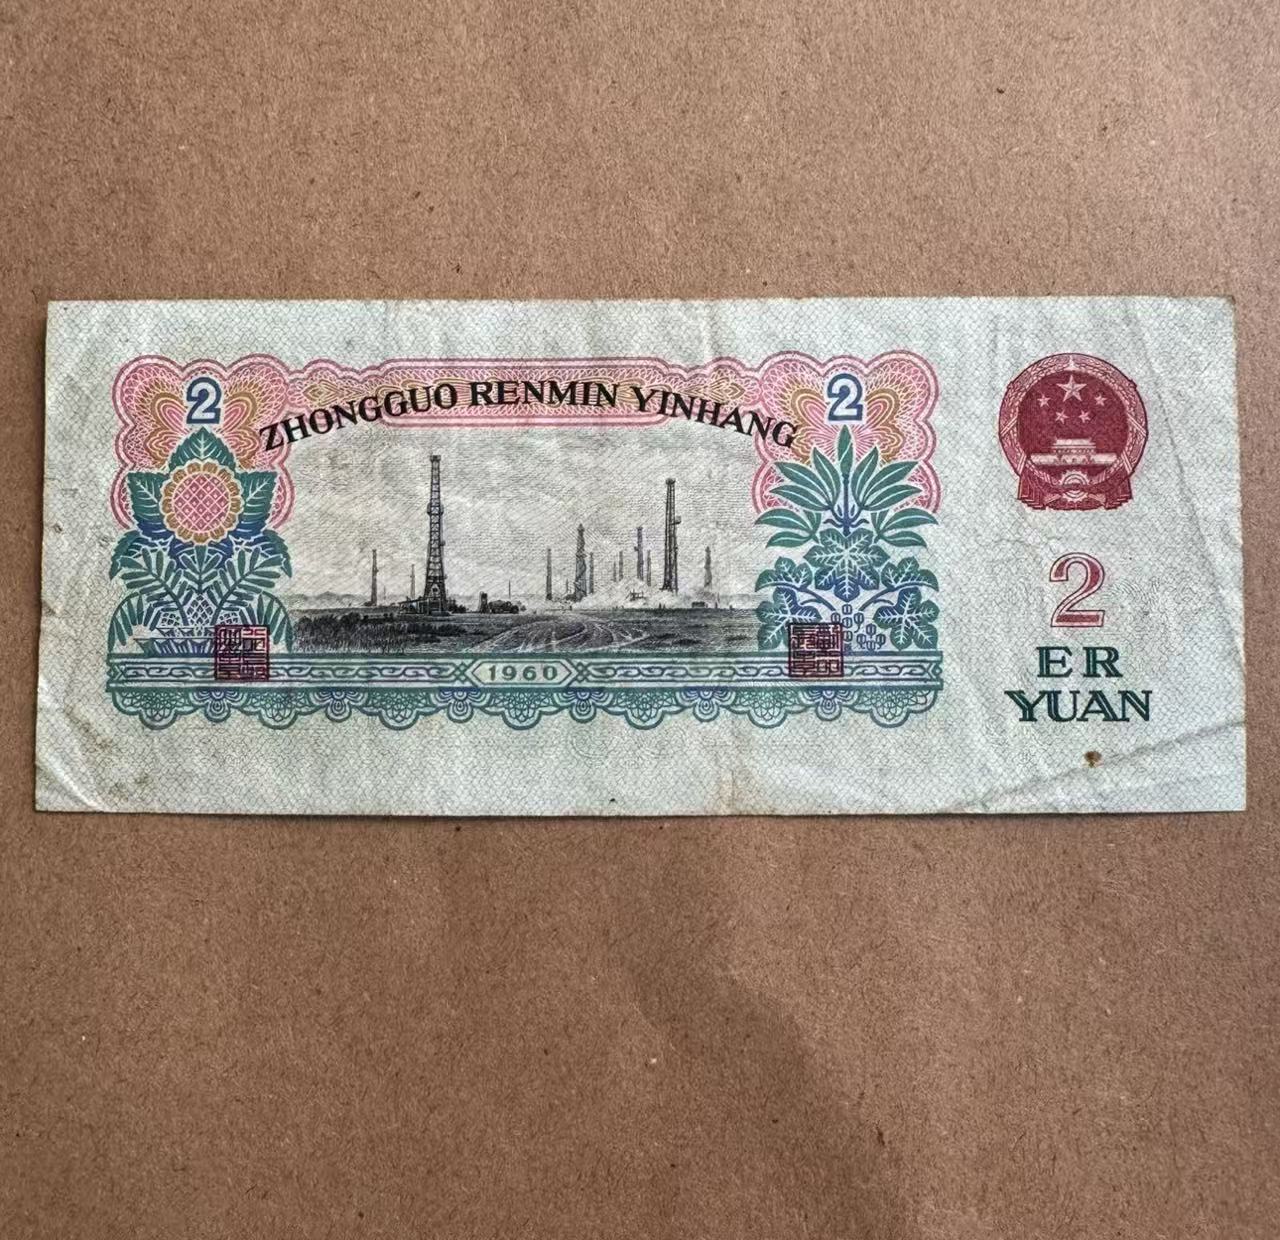 2 2
ZHONGGUO RENMIN YINHANG
1960
2
ER
YUAN